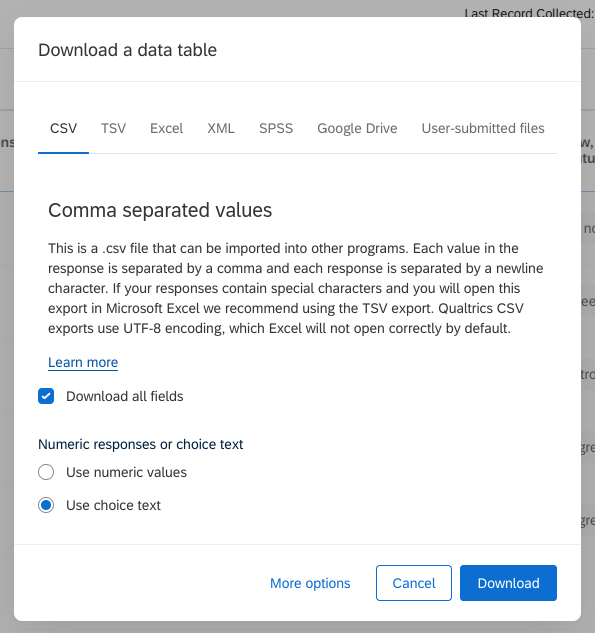 Last Record Collected:
Download a data table
CSV TSV Excel XML SPSS Google Drive User-submitted files
Comma separated values
This is a .csv file that can be imported into other programs. Each value in the
response is separated by a comma and each response is separated by a newline
character. If your responses contain special characters and you will open this
export in Microsoft Excel we recommend using the TSV export. Qualtrics CSV
exports use UTF-8 encoding, which Excel will not open correctly by default.
Learn more
Download all fields
Numeric responses or choice text
Use numeric values
Use choice text
More options Cancel Download